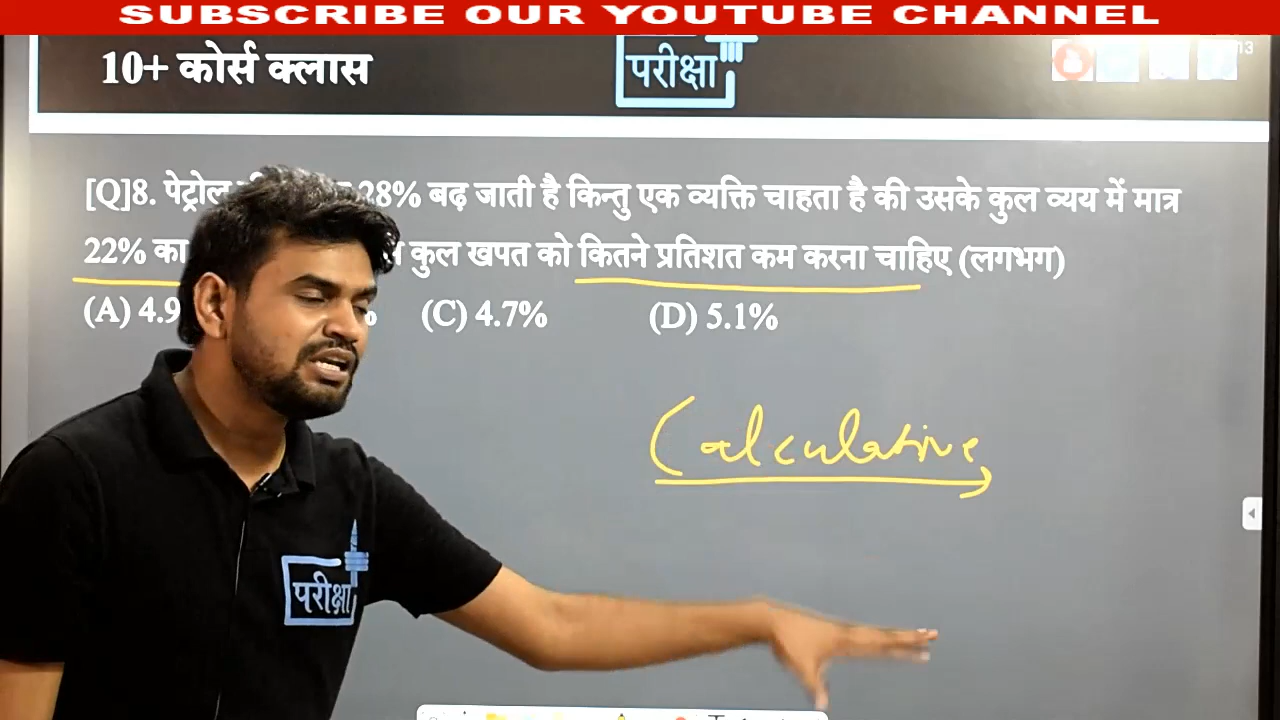 SUBSCRIBE OUR YOUTUBE CHANNEL
10+ कोर्स क्लास
परीक्षा
13
[Q]8. पेट्रोल 28% बढ़ जाती है किन्तु एक व्यक्ति चाहता है की उसके कुल व्यय में मात्र
22% का कुल खपत को कितने प्रतिशत कम करना चाहिए (लगभग)
(A) 4.9 (C) 4.7% (D) 5.1%
Calculative
परीक्षा